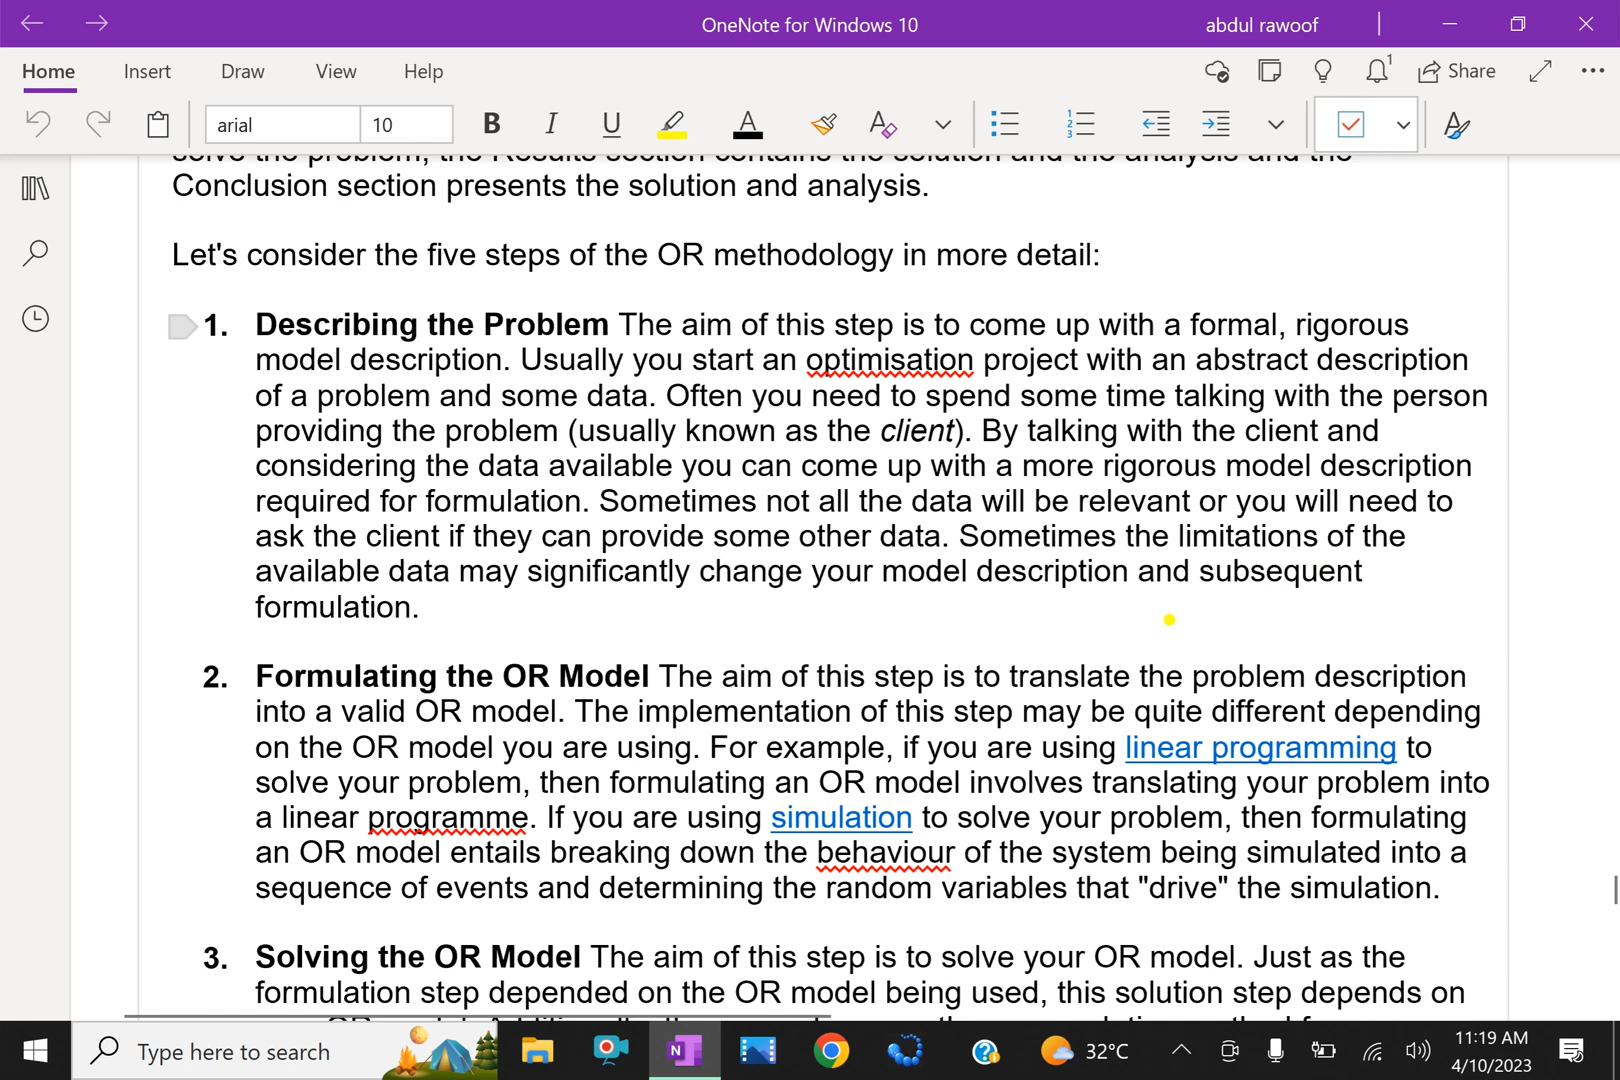 OneNote for Windows 10
abdul rawoof
Home
Insert
Draw
View
Help
1
Share
arial
10
B
I
U
A
solve the problem, the Results section contains the solution and the analysis and the
Conclusion section presents the solution and analysis.
Let's consider the five steps of the OR methodology in more detail:
1. Describing the Problem The aim of this step is to come up with a formal, rigorous
model description. Usually you start an optimisation project with an abstract description
of a problem and some data. Often you need to spend some time talking with the person
providing the problem (usually known as the client). By talking with the client and
considering the data available you can come up with a more rigorous model description
required for formulation. Sometimes not all the data will be relevant or you will need to
ask the client if they can provide some other data. Sometimes the limitations of the
available data may significantly change your model description and subsequent
formulation.
2. Formulating the OR Model The aim of this step is to translate the problem description
into a valid OR model. The implementation of this step may be quite different depending
on the OR model you are using. For example, if you are using linear programming to
solve your problem, then formulating an OR model involves translating your problem into
a linear programme. If you are using simulation to solve your problem, then formulating
an OR model entails breaking down the behaviour of the system being simulated into a
sequence of events and determining the random variables that "drive" the simulation.
3. Solving the OR Model The aim of this step is to solve your OR model. Just as the
formulation step depended on the OR model being used, this solution step depends on
Type here to search
32°C
11:19 AM
4/10/2023